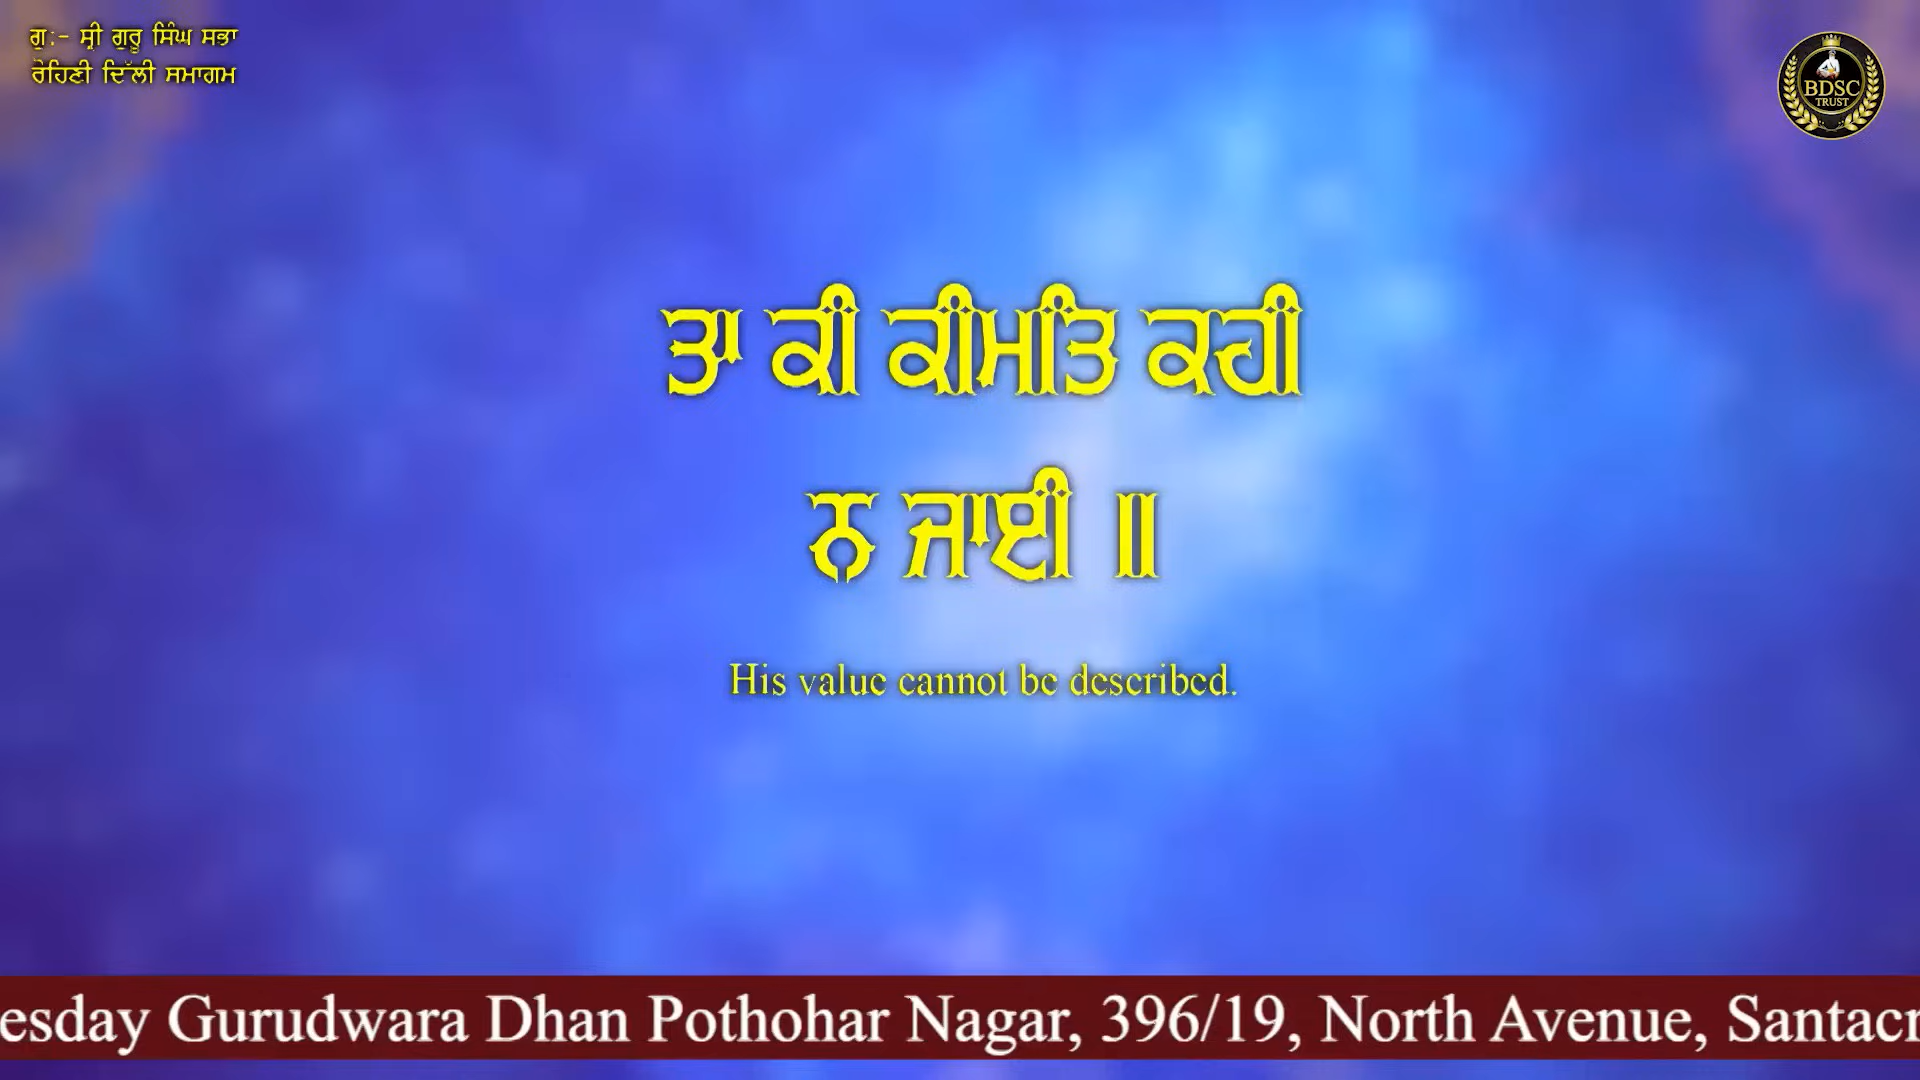 ਗੁ:- ਸ੍ਰੀ ਗੁਰੂ ਸਿੰਘ ਸਭਾ
ਰੋਹਿਣੀ ਦਿੱਲੀ ਸਮਾਗਮ
BDSC
TRUST
ਤਾ ਕੀ ਕੀਮਤਿ ਕਹੀ
ਨ ਜਾਈ ॥
His value cannot be described.
esday Gurudwara Dhan Pothohar Nagar, 396/19, North Avenue, Santacr